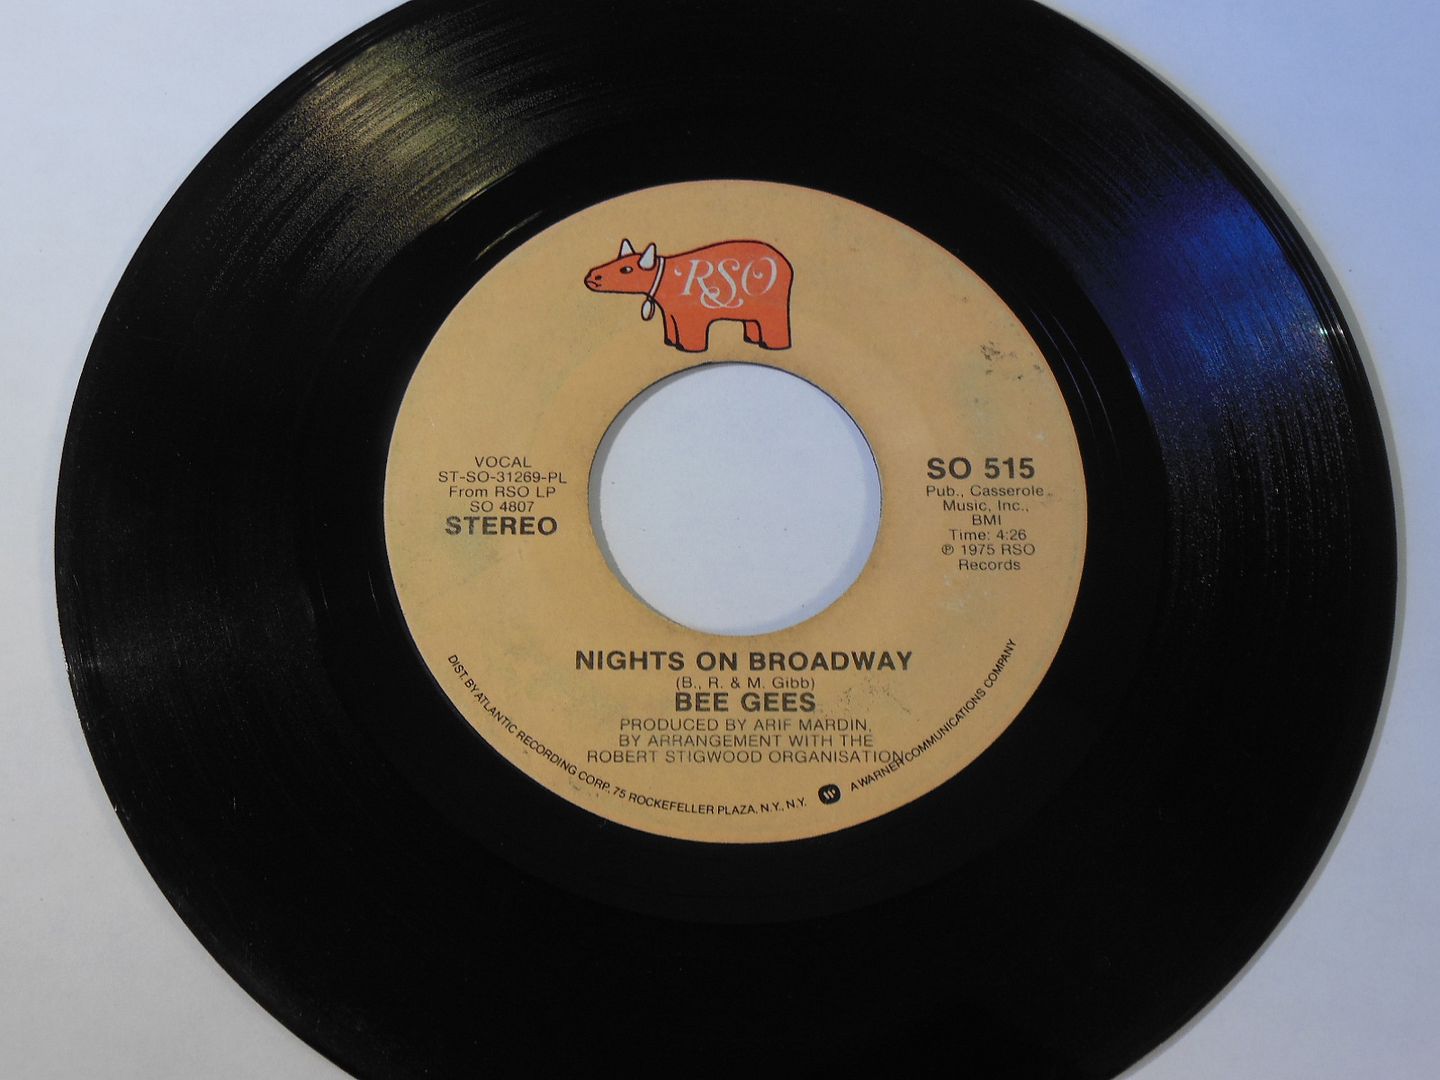 RSO
VOCAL
ST-SO-31269-PL
From RSO LP
SO 4807
STEREO
SO 515
Pub., Casserole
Music, Inc.,
BMI
Time: 4:26
℗ 1975 RSO
Records
NIGHTS ON BROADWAY
(B., R. & M. Gibb)
BEE GEES
PRODUCED BY ARIF MARDIN,
BY ARRANGEMENT WITH THE
ROBERT STIGWOOD ORGANISATION
DIST. BY ATLANTIC RECORDING CORP. 75 ROCKEFELLER PLAZA, N.Y., N.Y. A WARNER COMMUNICATIONS COMPANY